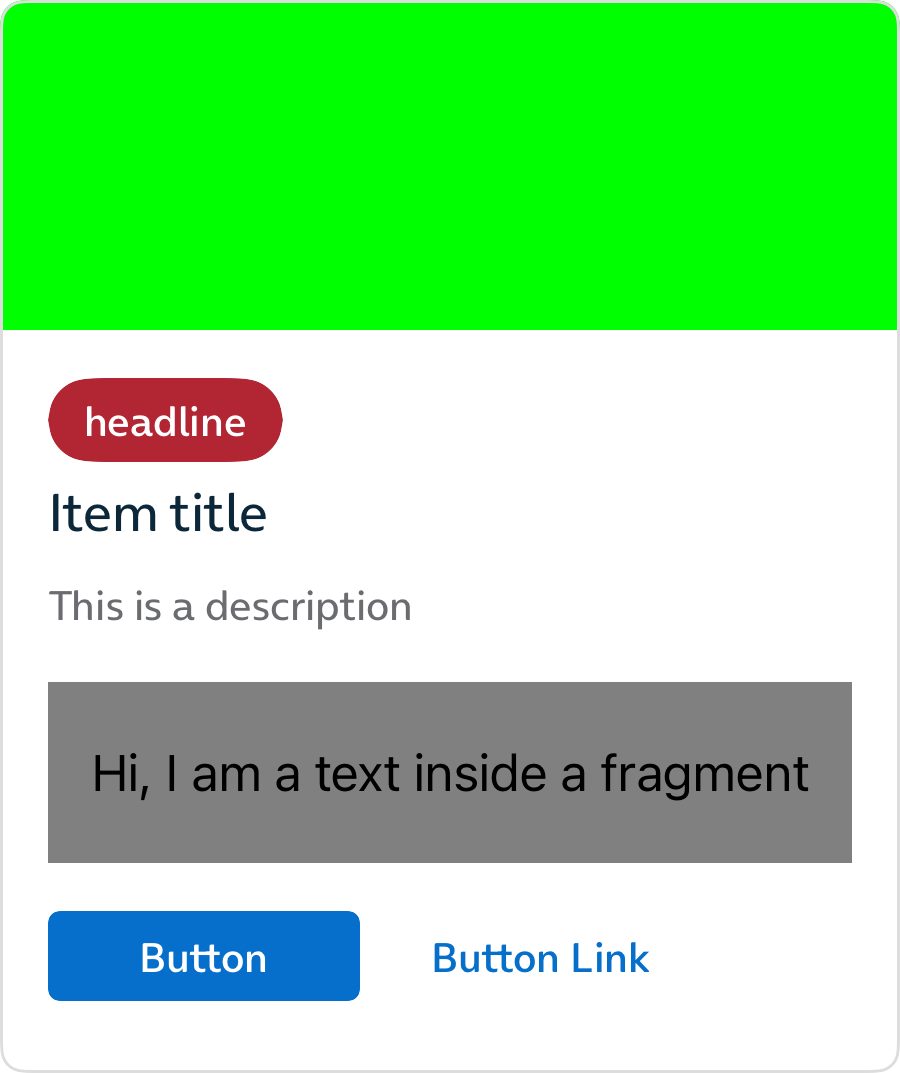 headline
Item title
This is a description
Hi, I am a text inside a fragment
Button
Button Link